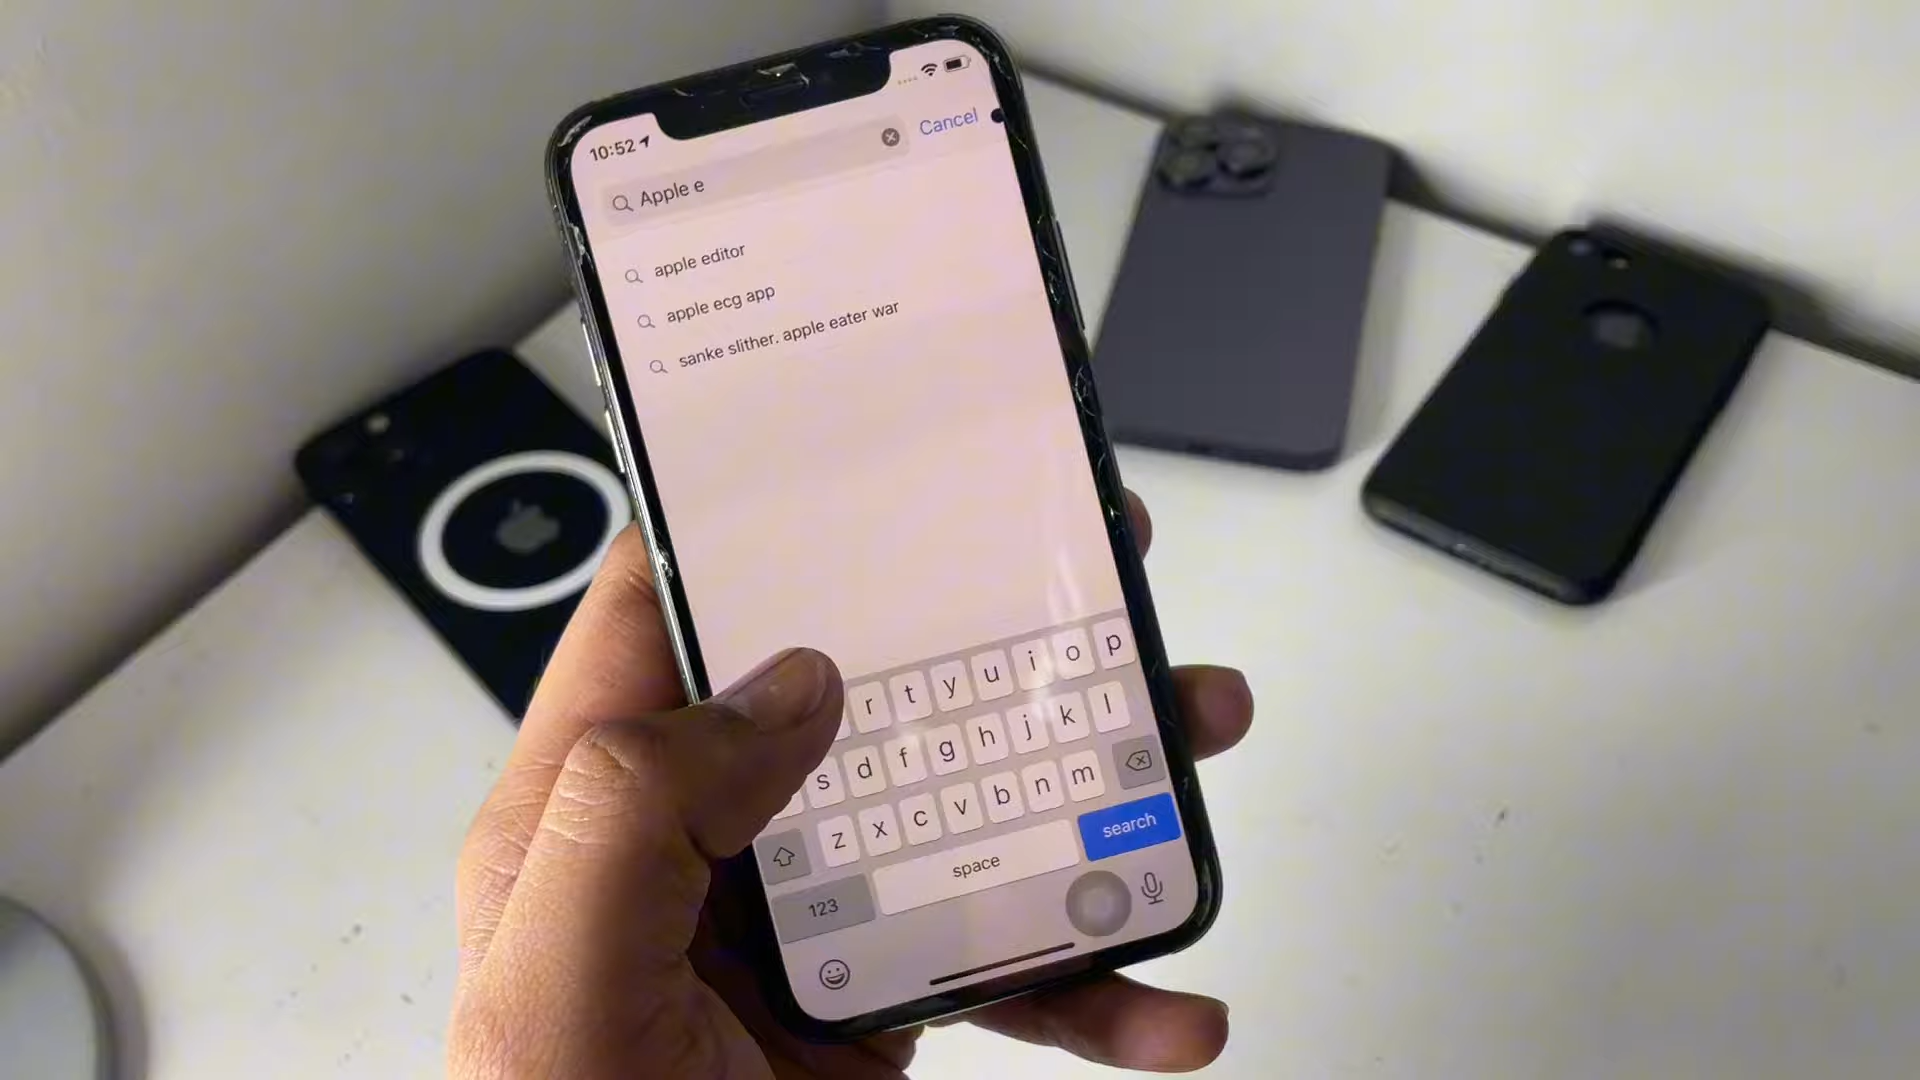 10:52
Apple e
Cancel
apple editor
apple ecg app
sanke slither. apple eater war
r t y u i o p
s d f g h j k l
z x c v b n m
123
space
search